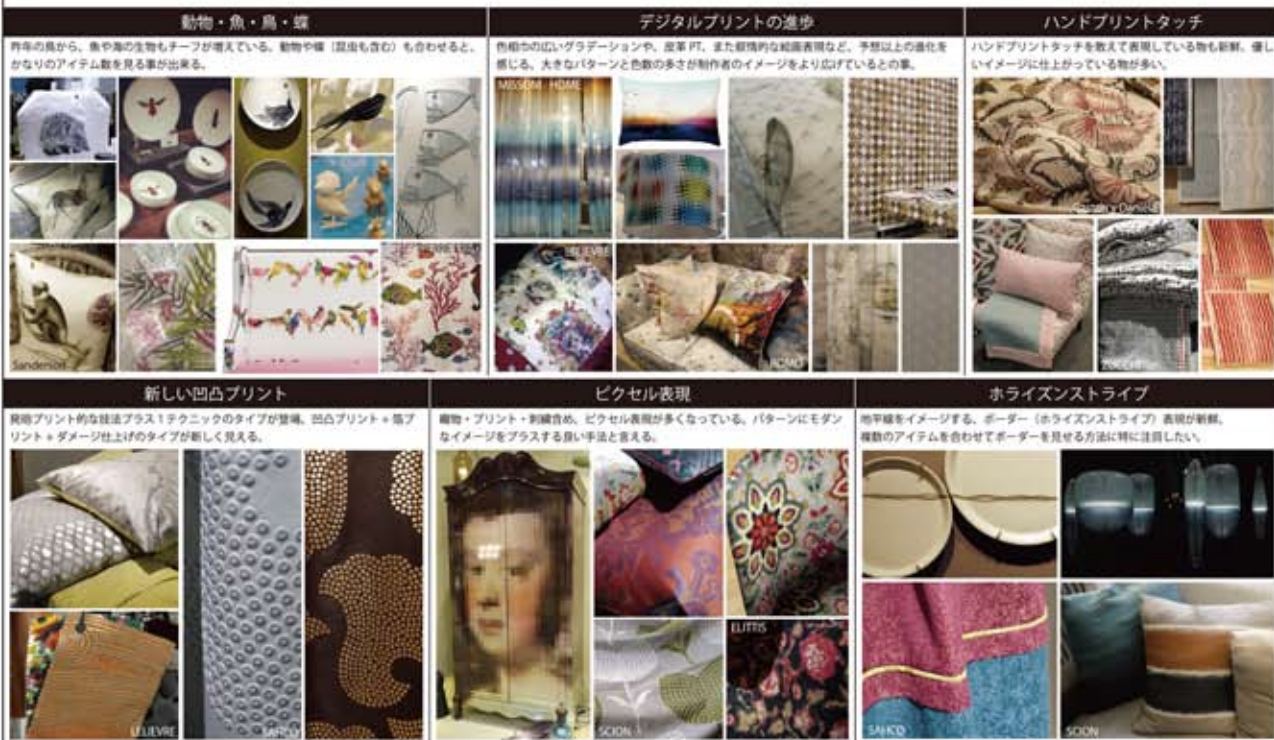 動物・魚・鳥・蝶
昨年の鳥から、魚や海の生物モチーフが増えている。動物や蝶（昆虫も含む）も合わせると、
かなりのアイテム数を見る事が出来る。
Sanderson
デジタルプリントの進歩
色相巾の広いグラデーションや、皮革 PT、また叙情的な絵画表現など、予想以上の進化を
感じる。大きなパターンと色数の多さが制作者のイメージをより広げているとの事。
MISSONI HOME
LELIEVRE
ROMO
ハンドプリントタッチ
ハンドプリントタッチを敢えて表現している物も新鮮。優し
いイメージに仕上がっている物が多い。
ZUCCHI
新しい凹凸プリント
発砲プリント的な技法プラス１テクニックのタイプが登場。凹凸プリント + 箔プ
リント + ダメージ仕上げのタイプが新しく見える。
LELIEVRE
SAHCO
ピクセル表現
織物・プリント・刺繍含め、ピクセル表現が多くなっている。パターンにモダン
なイメージをプラスする良い手法と言える。
SCION
ELITIS
ホライズンストライプ
地平線をイメージする、ボーダー（ホライズンストライプ）表現が新鮮。
複数のアイテムを合わせてボーダーを見せる方法に特に注目したい。
SAHCO
SCION